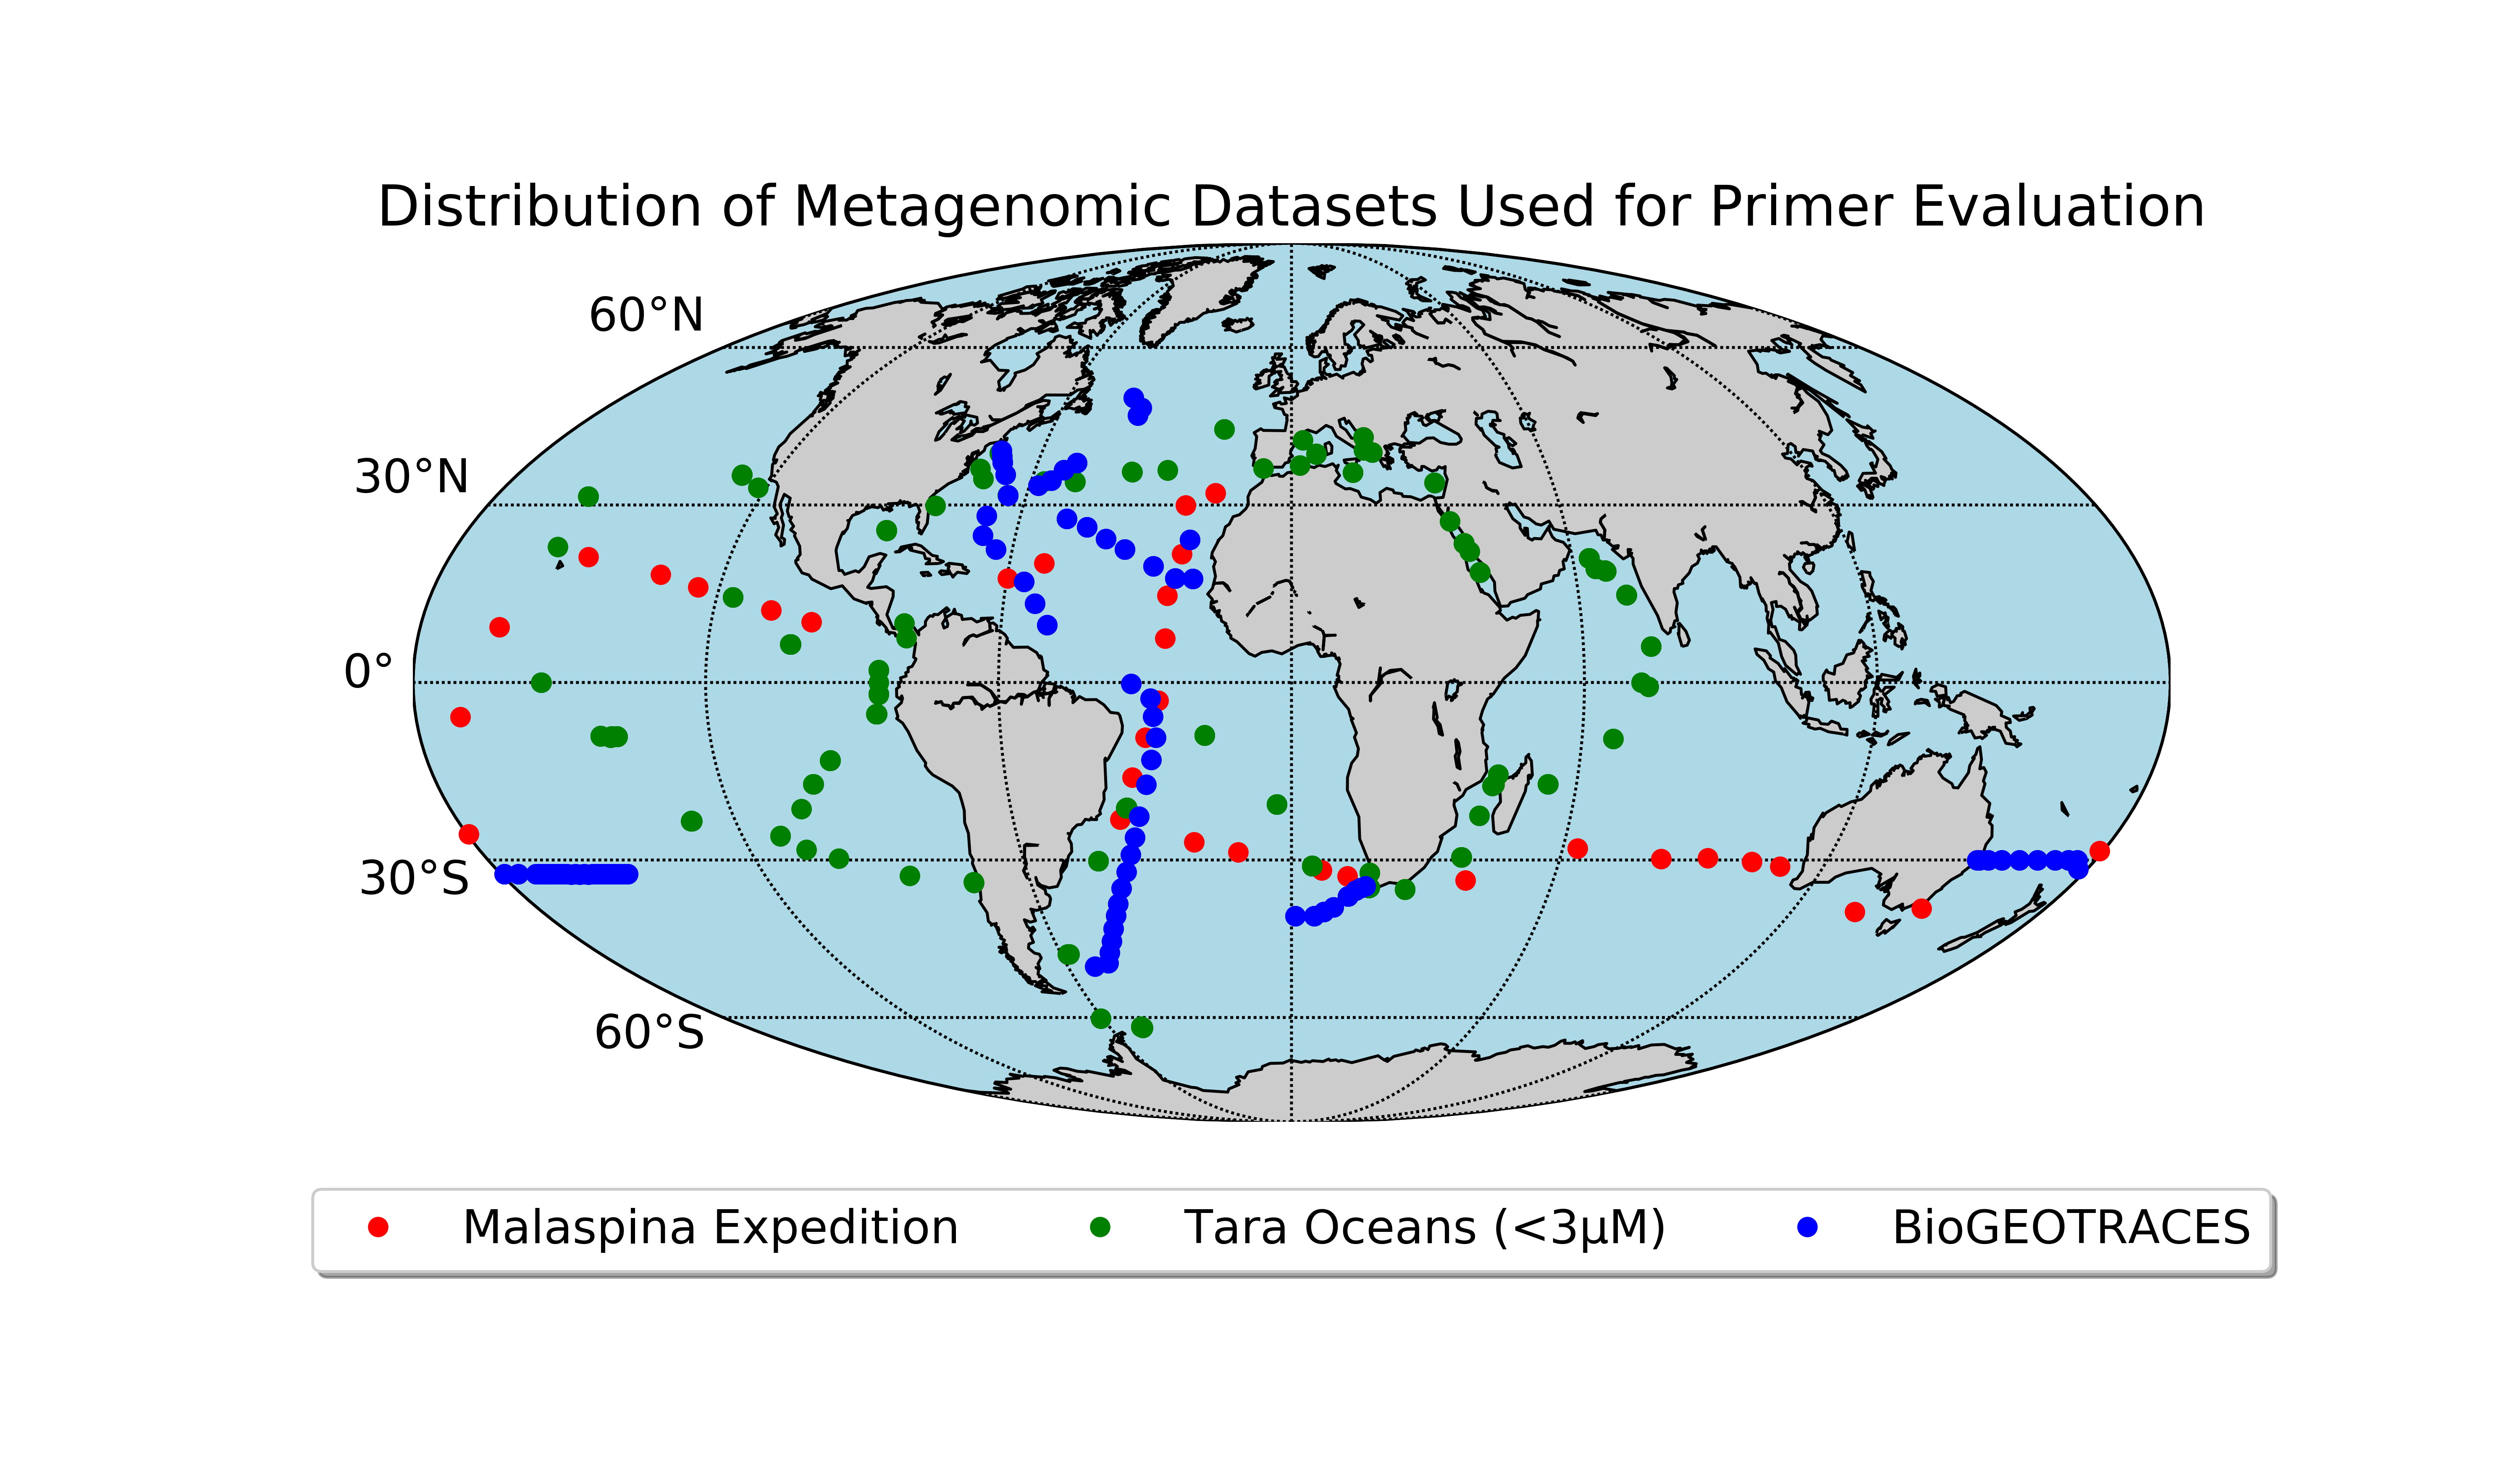 Distribution of Metagenomic Datasets Used for Primer Evaluation
60°N
30°N
0°
30°S
60°S
Malaspina Expedition
Tara Oceans (<3μM)
BioGEOTRACES